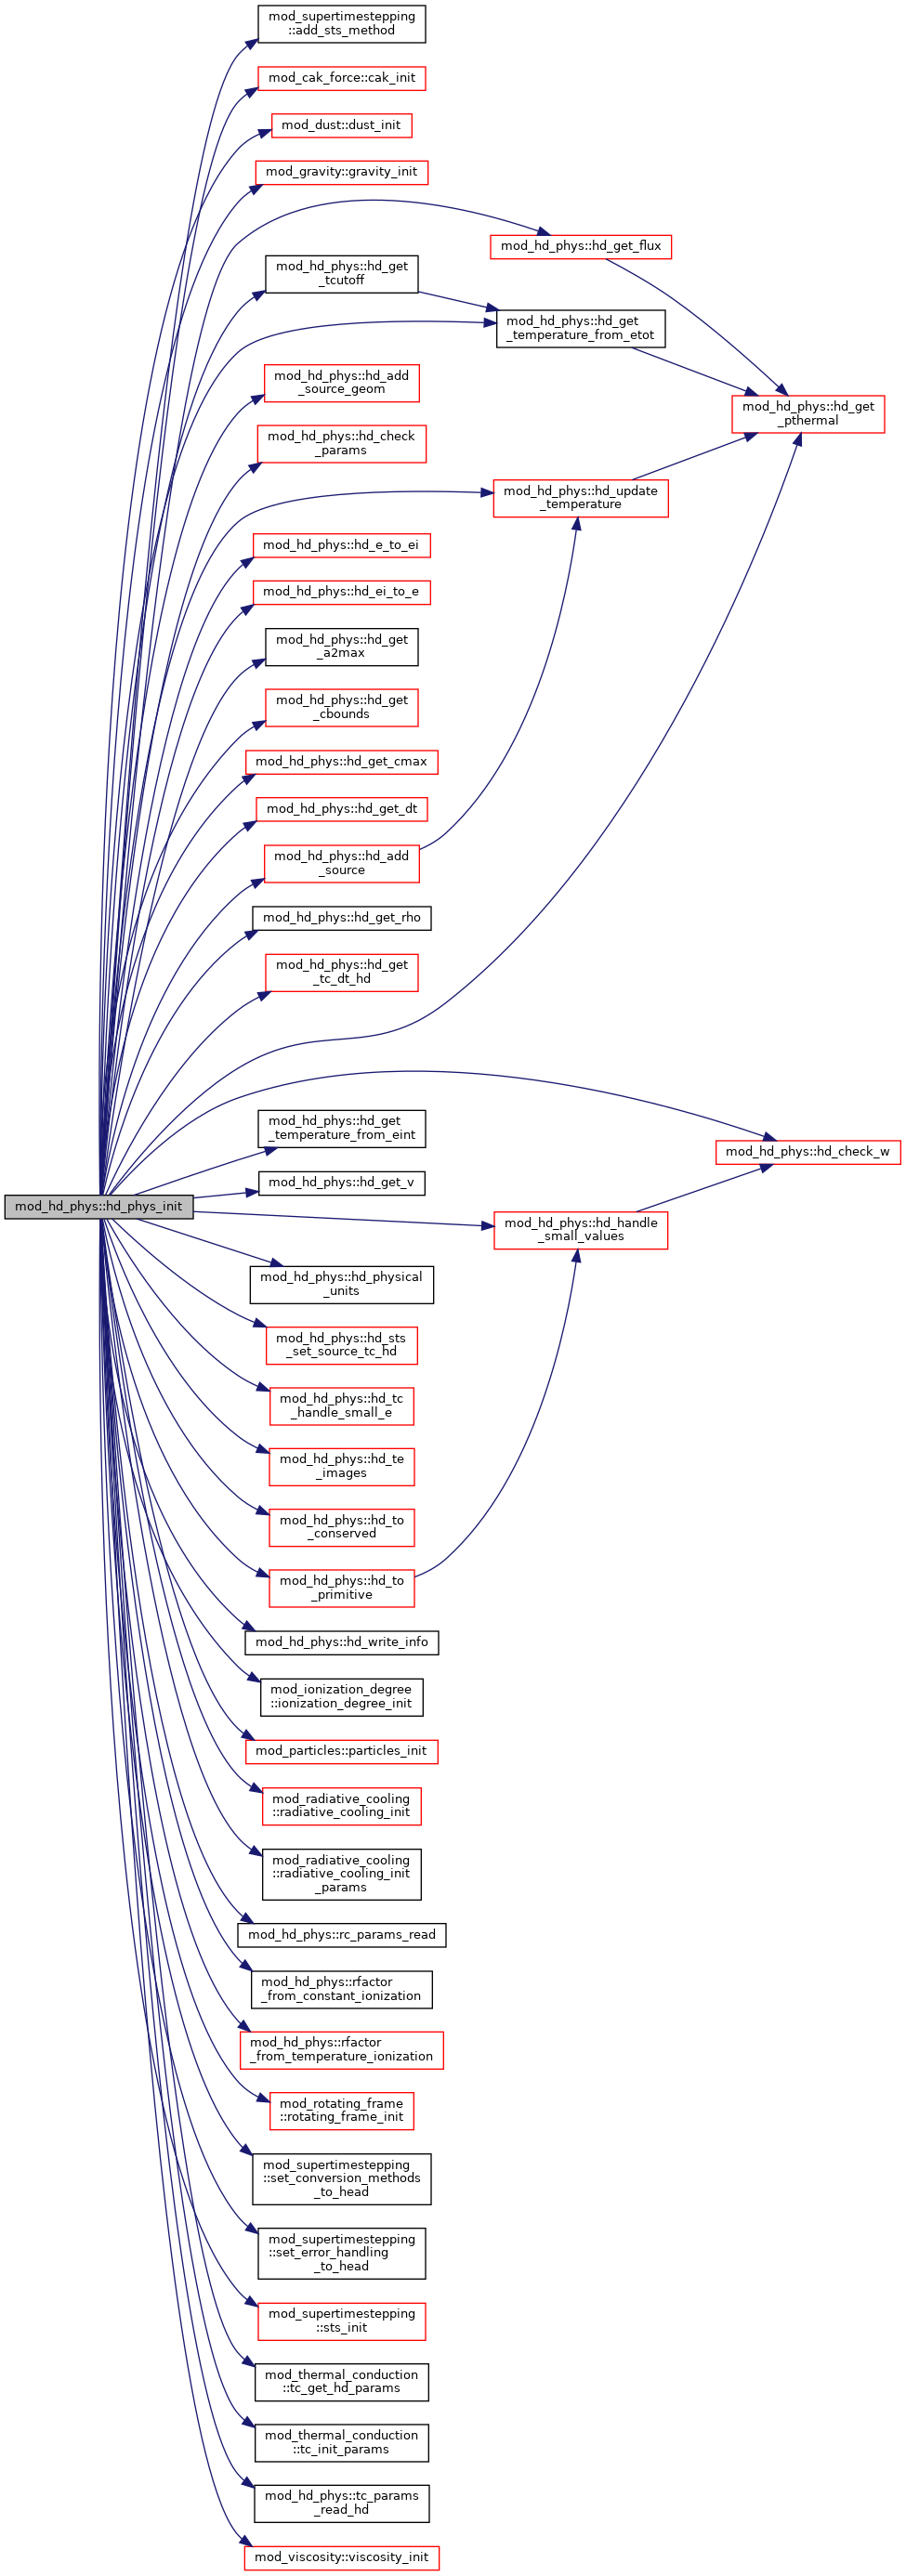 mod_supertimestepping
::add_sts_method
mod_cak_force::cak_init
mod_dust::dust_init
mod_gravity::gravity_init
mod_hd_phys::hd_get_flux
mod_hd_phys::hd_get
_tcutoff
mod_hd_phys::hd_get
_temperature_from_etot
mod_hd_phys::hd_add
_source_geom
mod_hd_phys::hd_get
_pthermal
mod_hd_phys::hd_check
_params
mod_hd_phys::hd_update
_temperature
mod_hd_phys::hd_e_to_ei
mod_hd_phys::hd_ei_to_e
mod_hd_phys::hd_get
_a2max
mod_hd_phys::hd_get
_cbounds
mod_hd_phys::hd_get_cmax
mod_hd_phys::hd_get_dt
mod_hd_phys::hd_add
_source
mod_hd_phys::hd_get_rho
mod_hd_phys::hd_get
_tc_dt_hd
mod_hd_phys::hd_get
_temperature_from_eint
mod_hd_phys::hd_check_w
mod_hd_phys::hd_get_v
mod_hd_phys::hd_phys_init
mod_hd_phys::hd_handle
_small_values
mod_hd_phys::hd_physical
_units
mod_hd_phys::hd_sts
_set_source_tc_hd
mod_hd_phys::hd_tc
_handle_small_e
mod_hd_phys::hd_te
_images
mod_hd_phys::hd_to
_conserved
mod_hd_phys::hd_to
_primitive
mod_hd_phys::hd_write_info
mod_ionization_degree
::ionization_degree_init
mod_particles::particles_init
mod_radiative_cooling
::radiative_cooling_init
mod_radiative_cooling
::radiative_cooling_init
_params
mod_hd_phys::rc_params_read
mod_hd_phys::rfactor
_from_constant_ionization
mod_hd_phys::rfactor
_from_temperature_ionization
mod_rotating_frame
::rotating_frame_init
mod_supertimestepping
::set_conversion_methods
_to_head
mod_supertimestepping
::set_error_handling
_to_head
mod_supertimestepping
::sts_init
mod_thermal_conduction
::tc_get_hd_params
mod_thermal_conduction
::tc_init_params
mod_hd_phys::tc_params
_read_hd
mod_viscosity::viscosity_init